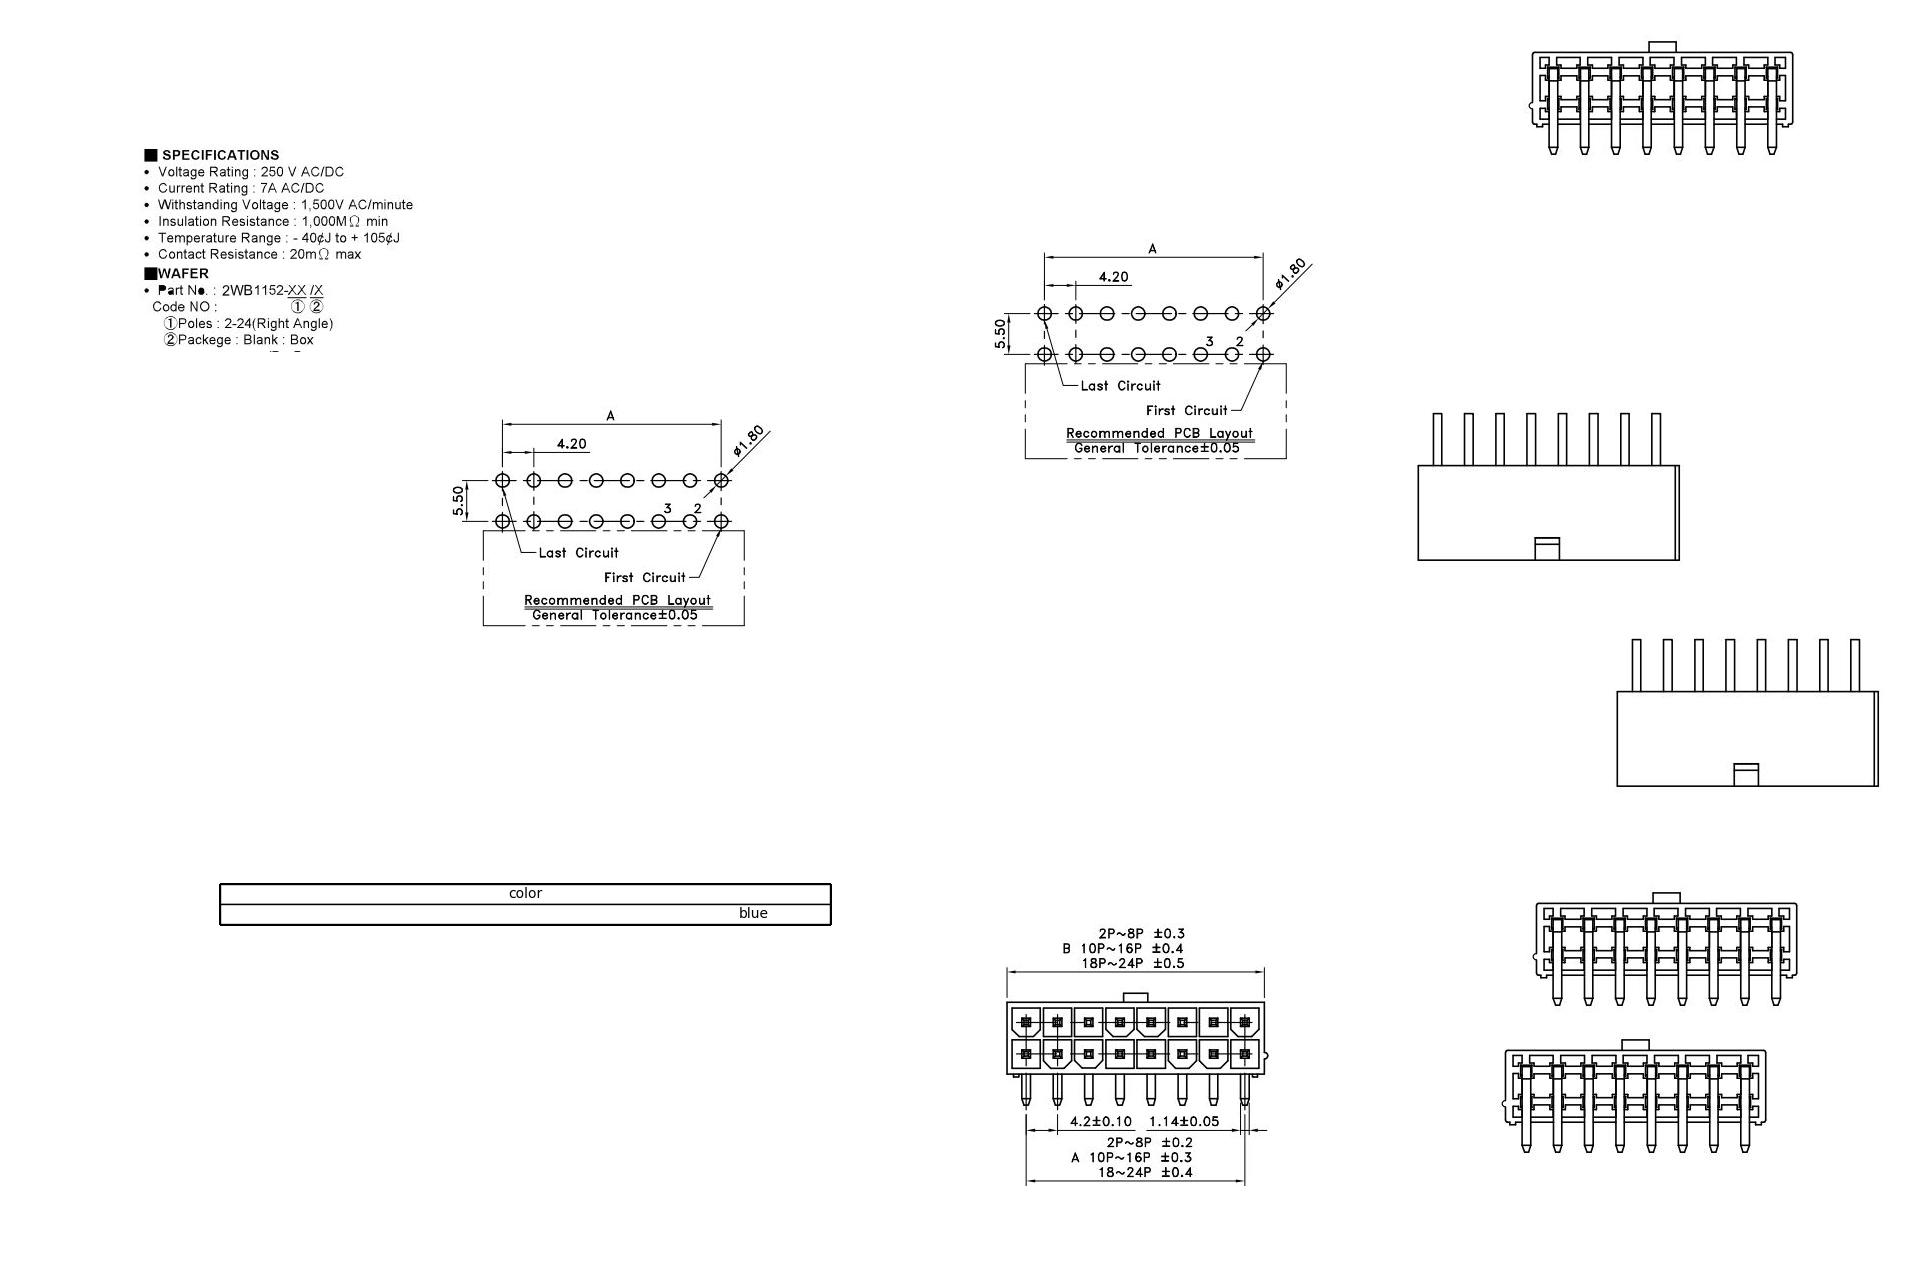 ■ SPECIFICATIONS
• Voltage Rating : 250 V AC/DC
• Current Rating : 7A AC/DC
• Withstanding Voltage : 1,500V AC/minute
• Insulation Resistance : 1,000MΩ min
• Temperature Range : - 40¢J to + 105¢J
• Contact Resistance : 20mΩ max
■WAFER
• Part No. : 2WB1152-XX /X
Code NO : ① ②
①Poles : 2-24(Right Angle)
②Packege : Blank : Box
A
4.20
ø1.80
5.50
3 2
Last Circuit
First Circuit
Recommended PCB Layout
General Tolerance±0.05
A
4.20
ø1.80
5.50
3 2
Last Circuit
First Circuit
Recommended PCB Layout
General Tolerance±0.05
color
blue
2P~8P ±0.3
B 10P~16P ±0.4
18P~24P ±0.5
4.2±0.10 1.14±0.05
2P~8P ±0.2
A 10P~16P ±0.3
18~24P ±0.4